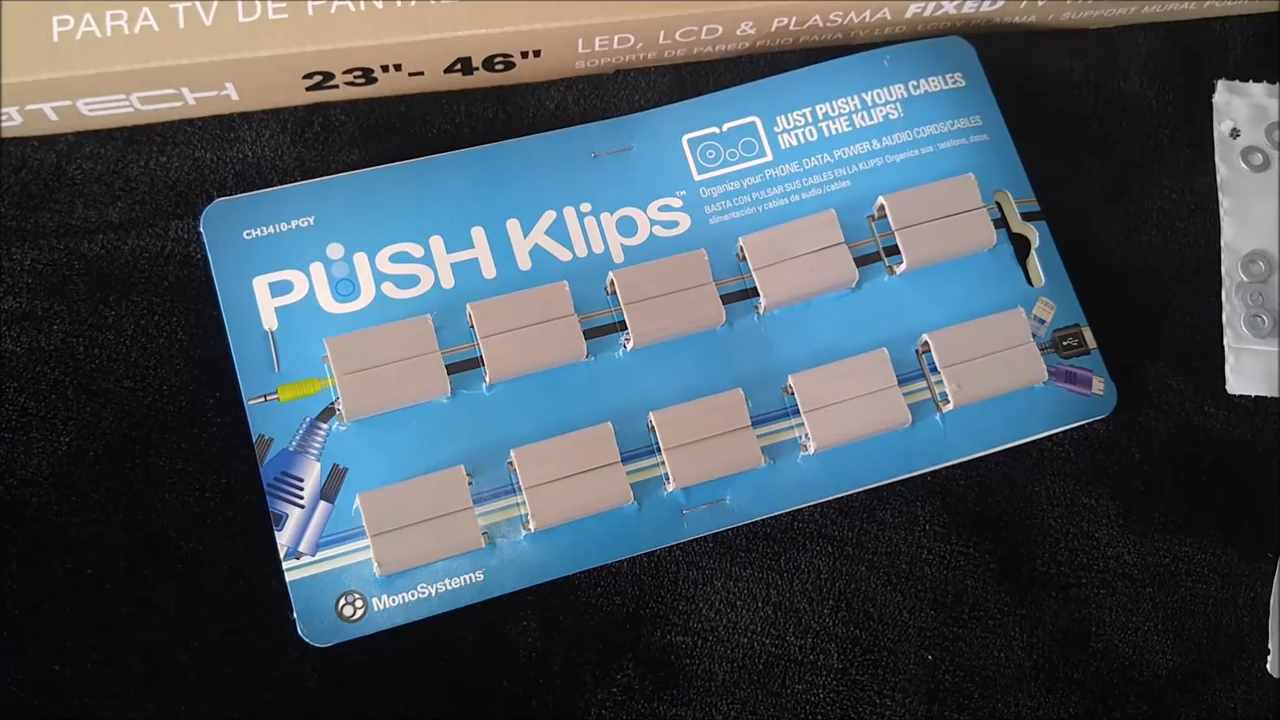 PARA TV DE PANTAL
TECH
23"- 46"
LED, LCD & PLASMA FIXED TV
SOPORTE DE PARED FIJO PARA TV LED, LCD Y PLASMA / SUPPORT MURAL POUR
CH3410-PGY
PUSH Klips™
JUST PUSH YOUR CABLES
INTO THE KLIPS!
Organize your: PHONE, DATA, POWER & AUDIO CORDS/CABLES
BASTA CON PULSAR SUS CABLES EN LA KLIPS! Organice sus : teléfono, datos,
alimentación y cables de audio /cables
MonoSystems